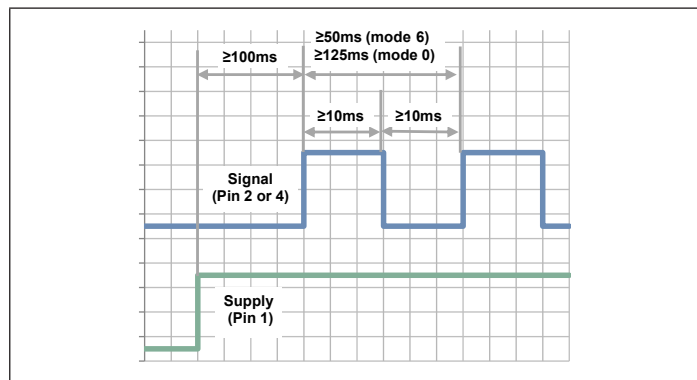 ≥50ms (mode 6)
≥125ms (mode 0)
≥100ms
≥10ms
≥10ms
Signal
(Pin 2 or 4)
Supply
(Pin 1)